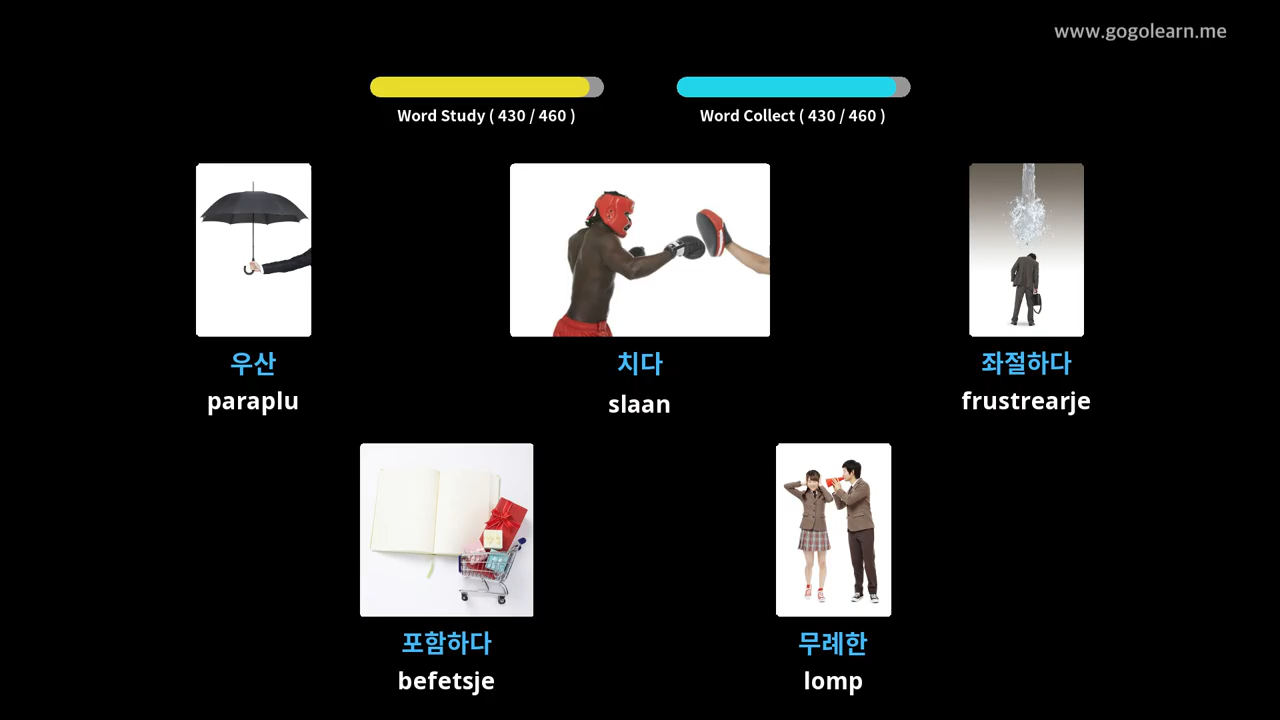 www.gogolearn.me
Word Study ( 430 / 460 )
Word Collect ( 430 / 460 )
우산
paraplu
치다
slaan
좌절하다
frustrearje
포함하다
befetsje
무례한
lomp